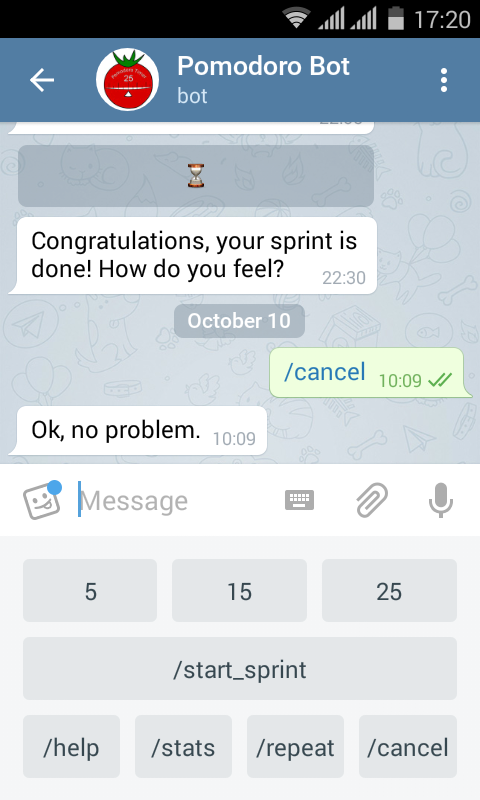 17:20
Pomodoro Bot
bot
Congratulations, your sprint is
done! How do you feel?
22:30
October 10
/cancel 10:09
Ok, no problem. 10:09
Message
5 15 25
/start_sprint
/help /stats /repeat /cancel